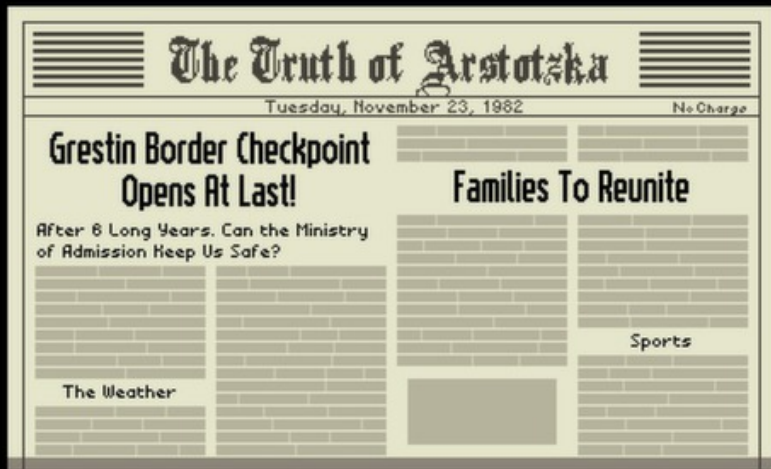 The Truth of Arstotzka
Tuesday, November 23, 1982
No Charge
Grestin Border Checkpoint
Opens At Last!
After 6 Long Years. Can the Ministry
of Admission Keep Us Safe?
The Weather
Families To Reunite
Sports